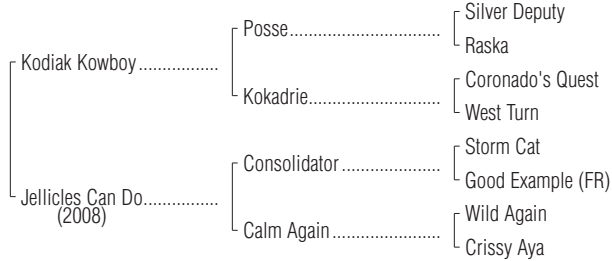 Silver Deputy
Posse..........................
Raska
Kodiak Kowboy................
Coronado's Quest
Kokadrie..........................
West Turn
Storm Cat
Consolidator....................
Good Example (FR)
Jellicles Can Do...............
(2008)
Wild Again
Calm Again......................
Crissy Aya